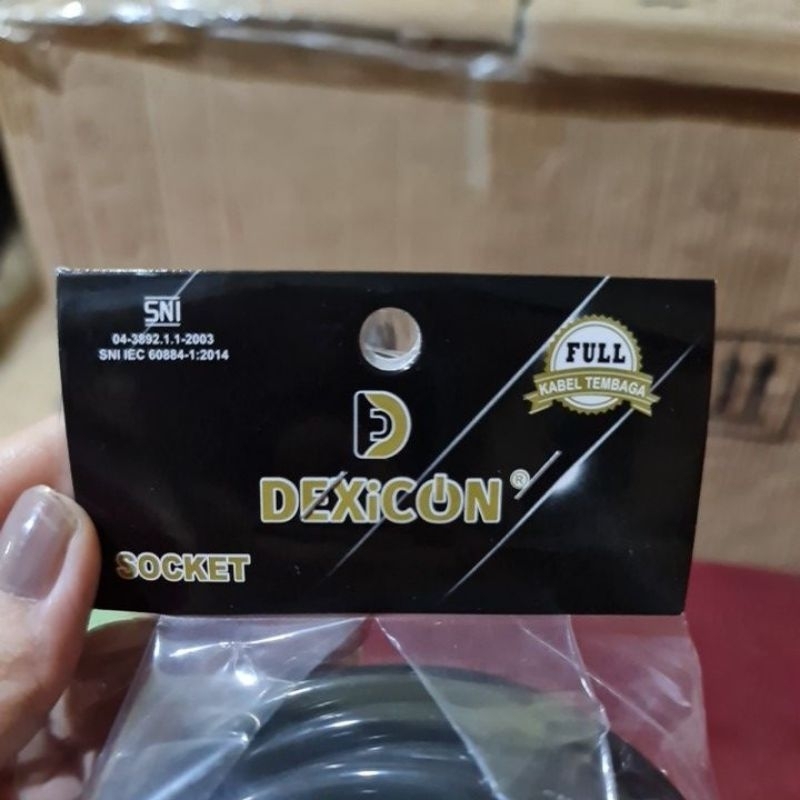 SNI
04-3892.1.1-2003
SNI IEC 60884-1:2014
FULL
KABEL TEMBAGA
DEXiCON®
SOCKET